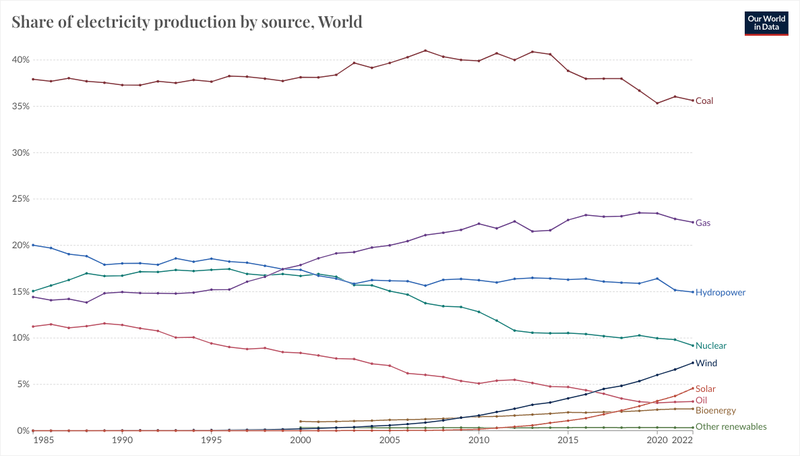 Share of electricity production by source, World
Our World
in Data
40%
35%
30%
25%
20%
15%
10%
5%
0%
Coal
Gas
Hydropower
Nuclear
Wind
Solar
Oil
Bioenergy
Other renewables
1985
1990
1995
2000
2005
2010
2015
2020
2022